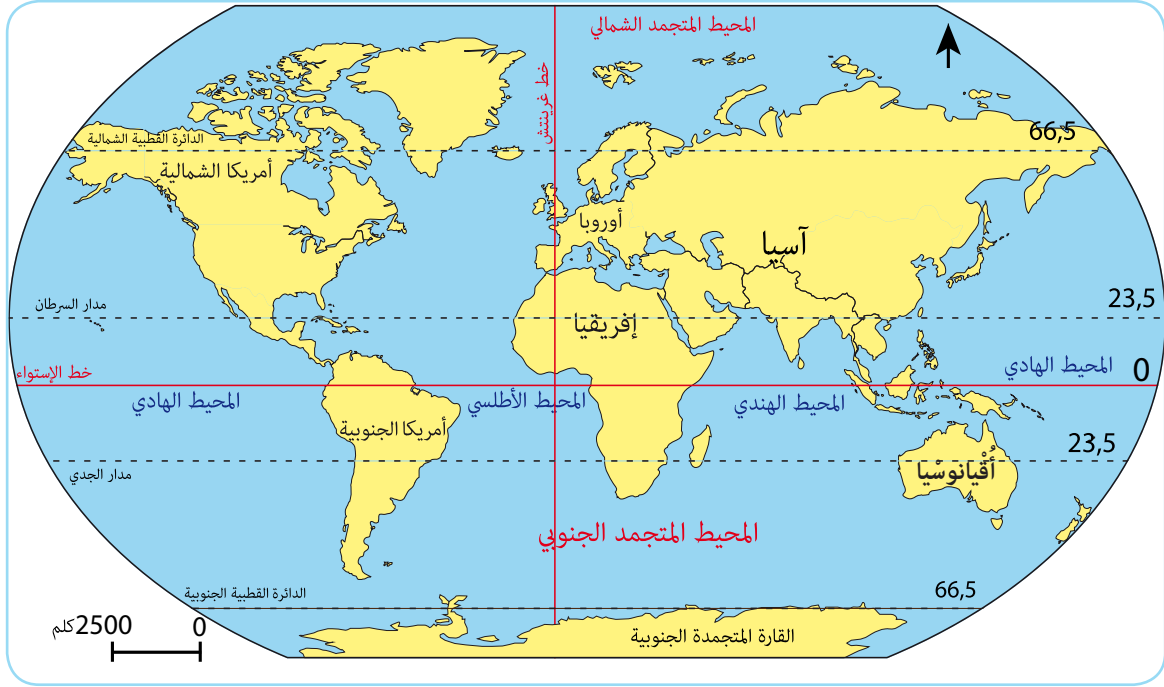 المحيط المتجمد الشمالي
خط غرينتش
66,5
الدائرة القطبية الشمالية
أمريكا الشمالية
أوروبا
آسيا
23,5
مدار السرطان
إفريقيا
المحيط الهادي
0
خط الإستواء
المحيط الهندي
المحيط الأطلسي
المحيط الهادي
أمريكا الجنوبية
23,5
أُقْيانوسْيا
مدار الجدي
المحيط المتجمد الجنوبي
66,5
الدائرة القطبية الجنوبية
القارة المتجمدة الجنوبية
0 2500 كلم